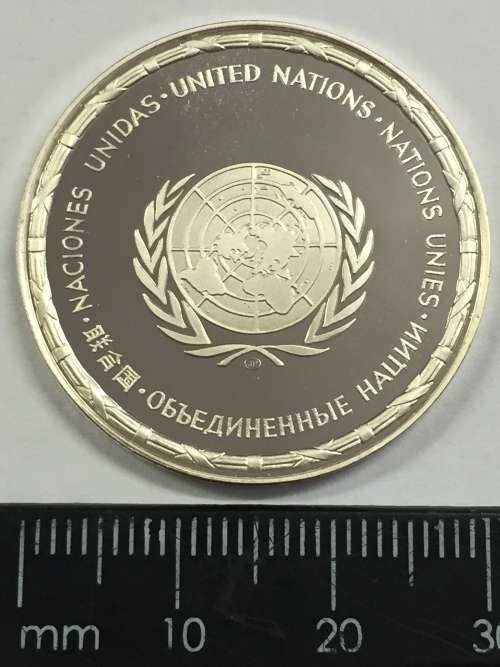 · UNITED NATIONS · NATIONS UNIES · ОБЪЕДИНЕННЫЕ НАЦИИ · 联合国 · NACIONES UNIDAS
mm 10 20 30